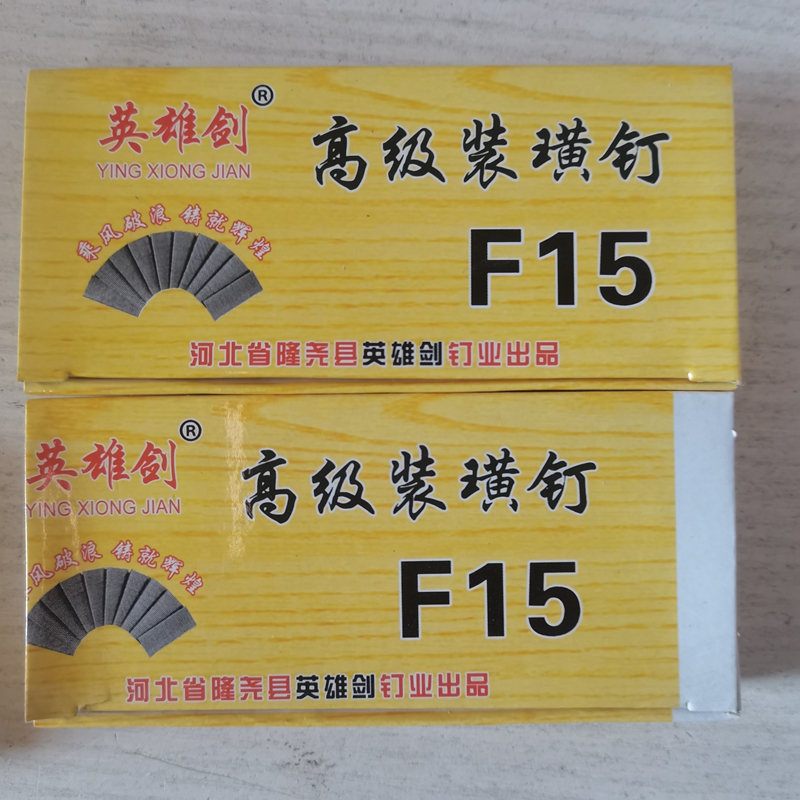 英雄剑®
YING XIONG JIAN
高级装璜钉
乘风破浪 铸就辉煌
F15
河北省隆尧县英雄剑钉业出品
英雄剑®
YING XIONG JIAN
高级装璜钉
风破浪 铸就辉煌
F15
河北省隆尧县英雄剑钉业出品